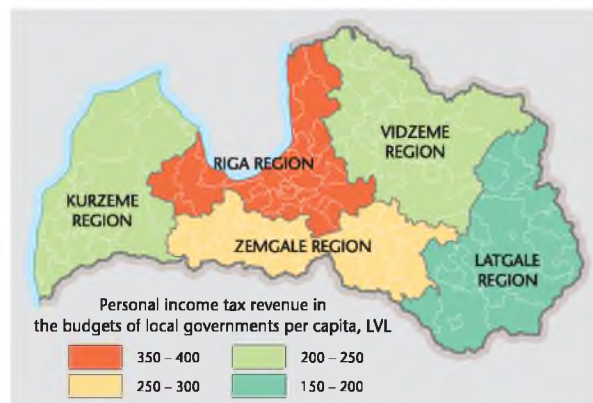 VIDZEME
REGION
RIGA REGION
KURZEME
REGION
ZEMGALE REGION
LATGALE
REGION
Personal income tax revenue in
the budgets of local governments per capita, LVL
350 – 400
200 – 250
250 – 300
150 – 200